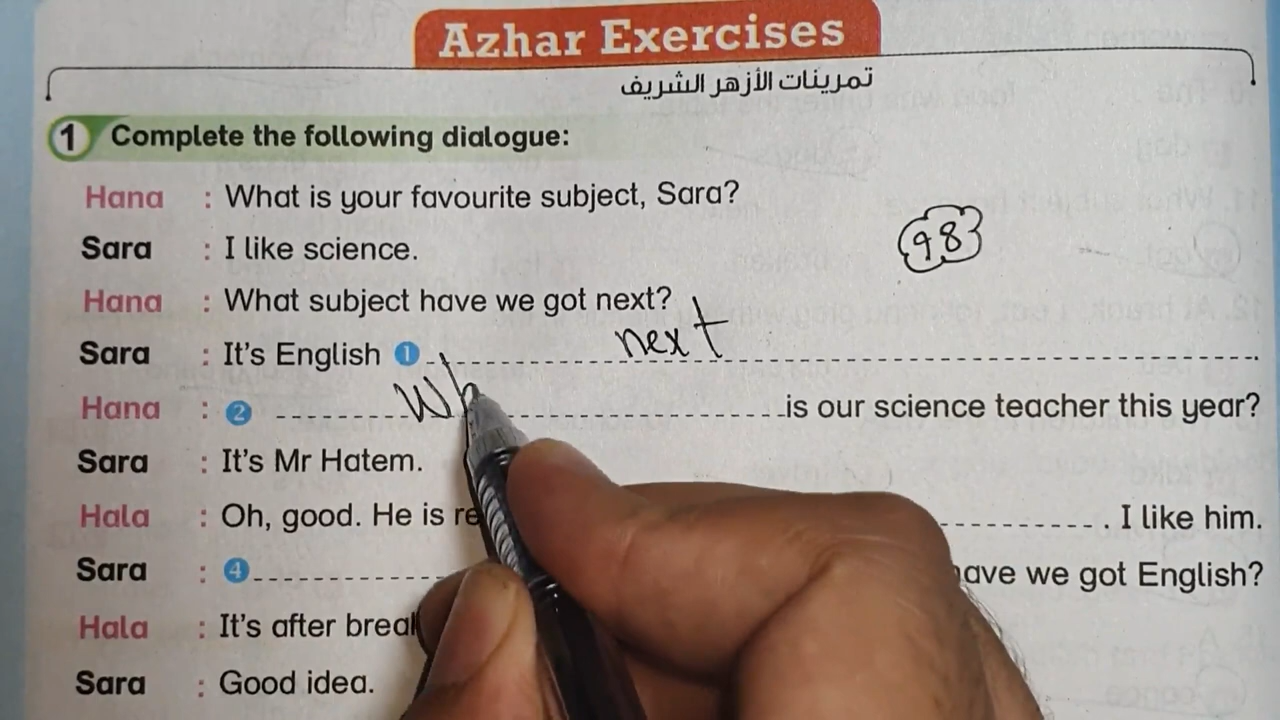 Azhar Exercises
تمرينات الأزهر الشريف
1 Complete the following dialogue:
Hana : What is your favourite subject, Sara?
Sara : I like science.
98
Hana : What subject have we got next?
Sara : It's English 1 next
Hana : 2 Wh is our science teacher this year?
Sara : It's Mr Hatem.
Hala : Oh, good. He is . I like him.
Sara : 4 have we got English?
Hala : It's after
Sara : Good idea.